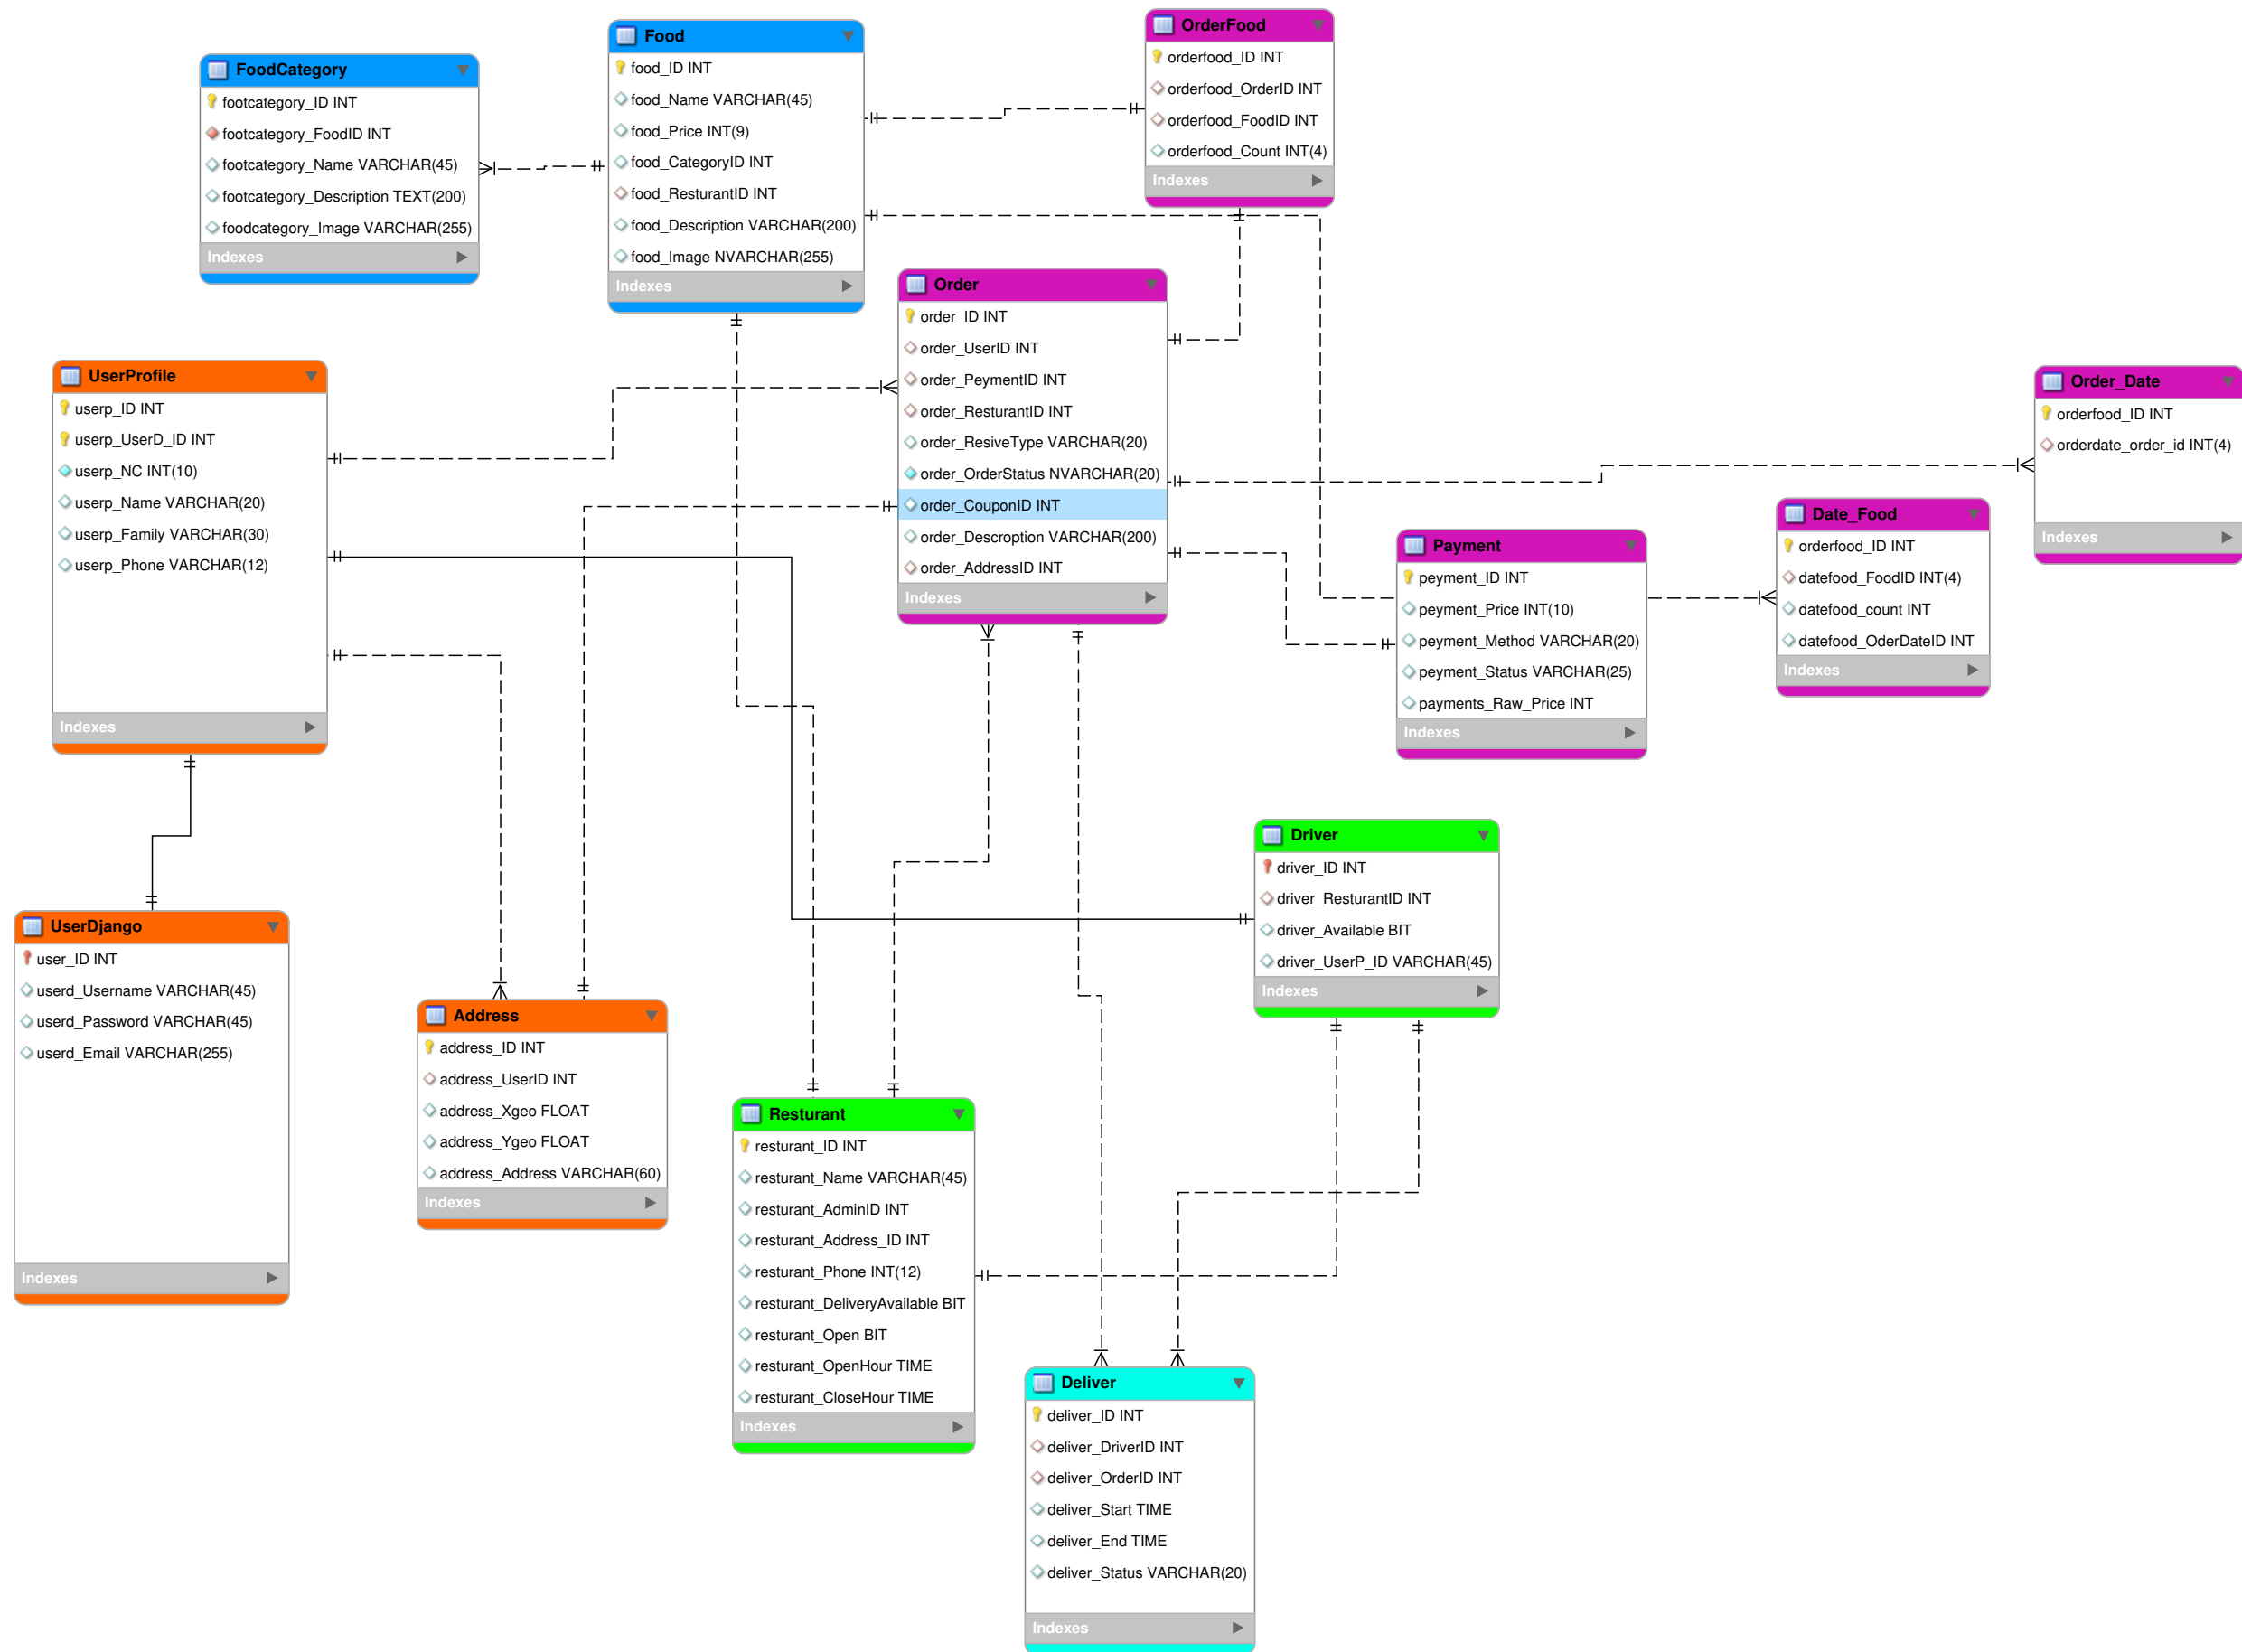 FoodCategory
footcategory_ID INT
footcategory_FoodID INT
footcategory_Name VARCHAR(45)
footcategory_Description TEXT(200)
foodcategory_Image VARCHAR(255)
Indexes
Food
food_ID INT
food_Name VARCHAR(45)
food_Price INT(9)
food_CategoryID INT
food_ResturantID INT
food_Description VARCHAR(200)
food_Image NVARCHAR(255)
Indexes
OrderFood
orderfood_ID INT
orderfood_OrderID INT
orderfood_FoodID INT
orderfood_Count INT(4)
Indexes
UserProfile
userp_ID INT
userp_UserD_ID INT
userp_NC INT(10)
userp_Name VARCHAR(20)
userp_Family VARCHAR(30)
userp_Phone VARCHAR(12)
Indexes
Order
order_ID INT
order_UserID INT
order_PeymentID INT
order_ResturantID INT
order_ResiveType VARCHAR(20)
order_OrderStatus NVARCHAR(20)
order_CouponID INT
order_Descroption VARCHAR(200)
order_AddressID INT
Indexes
Order_Date
orderfood_ID INT
orderdate_order_id INT(4)
Indexes
Date_Food
orderfood_ID INT
datefood_FoodID INT(4)
datefood_count INT
datefood_OderDateID INT
Indexes
Payment
peyment_ID INT
peyment_Price INT(10)
peyment_Method VARCHAR(20)
peyment_Status VARCHAR(25)
payments_Raw_Price INT
Indexes
Driver
driver_ID INT
driver_ResturantID INT
driver_Available BIT
driver_UserP_ID VARCHAR(45)
Indexes
UserDjango
user_ID INT
userd_Username VARCHAR(45)
userd_Password VARCHAR(45)
userd_Email VARCHAR(255)
Indexes
Address
address_ID INT
address_UserID INT
address_Xgeo FLOAT
address_Ygeo FLOAT
address_Address VARCHAR(60)
Indexes
Resturant
resturant_ID INT
resturant_Name VARCHAR(45)
resturant_AdminID INT
resturant_Address_ID INT
resturant_Phone INT(12)
resturant_DeliveryAvailable BIT
resturant_Open BIT
resturant_OpenHour TIME
resturant_CloseHour TIME
Indexes
Deliver
deliver_ID INT
deliver_DriverID INT
deliver_OrderID INT
deliver_Start TIME
deliver_End TIME
deliver_Status VARCHAR(20)
Indexes